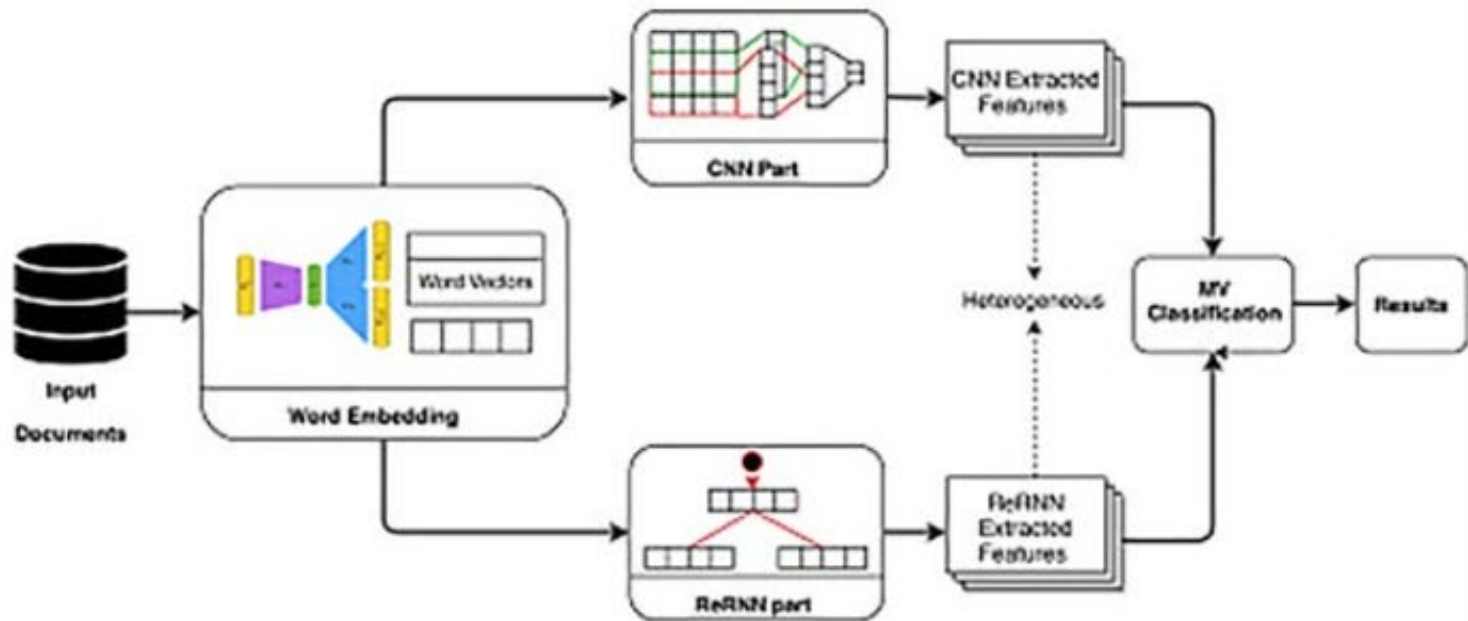 Input
Documents
Word Vectors
Word Embedding
CNN Part
CNN Extracted
Features
Heterogeneous
ReRNN part
ReRNN
Extracted
Features
MV
Classification
Results